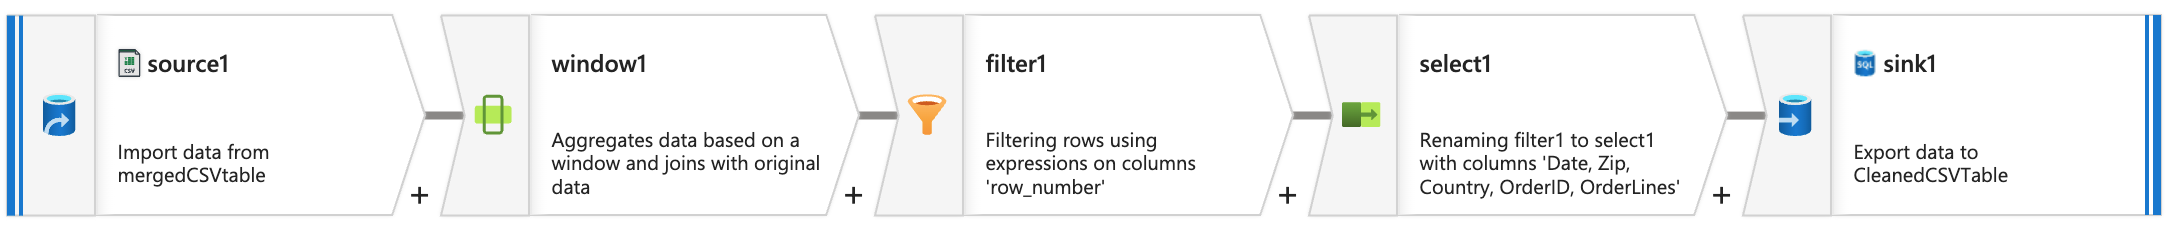 CSV
source1
Import data from
mergedCSVtable
+
window1
Aggregates data based on a
window and joins with original
data
+
filter1
Filtering rows using
expressions on columns
'row_number'
+
select1
Renaming filter1 to select1
with columns 'Date, Zip,
Country, OrderID, OrderLines'
+
SQL
sink1
Export data to
CleanedCSVTable